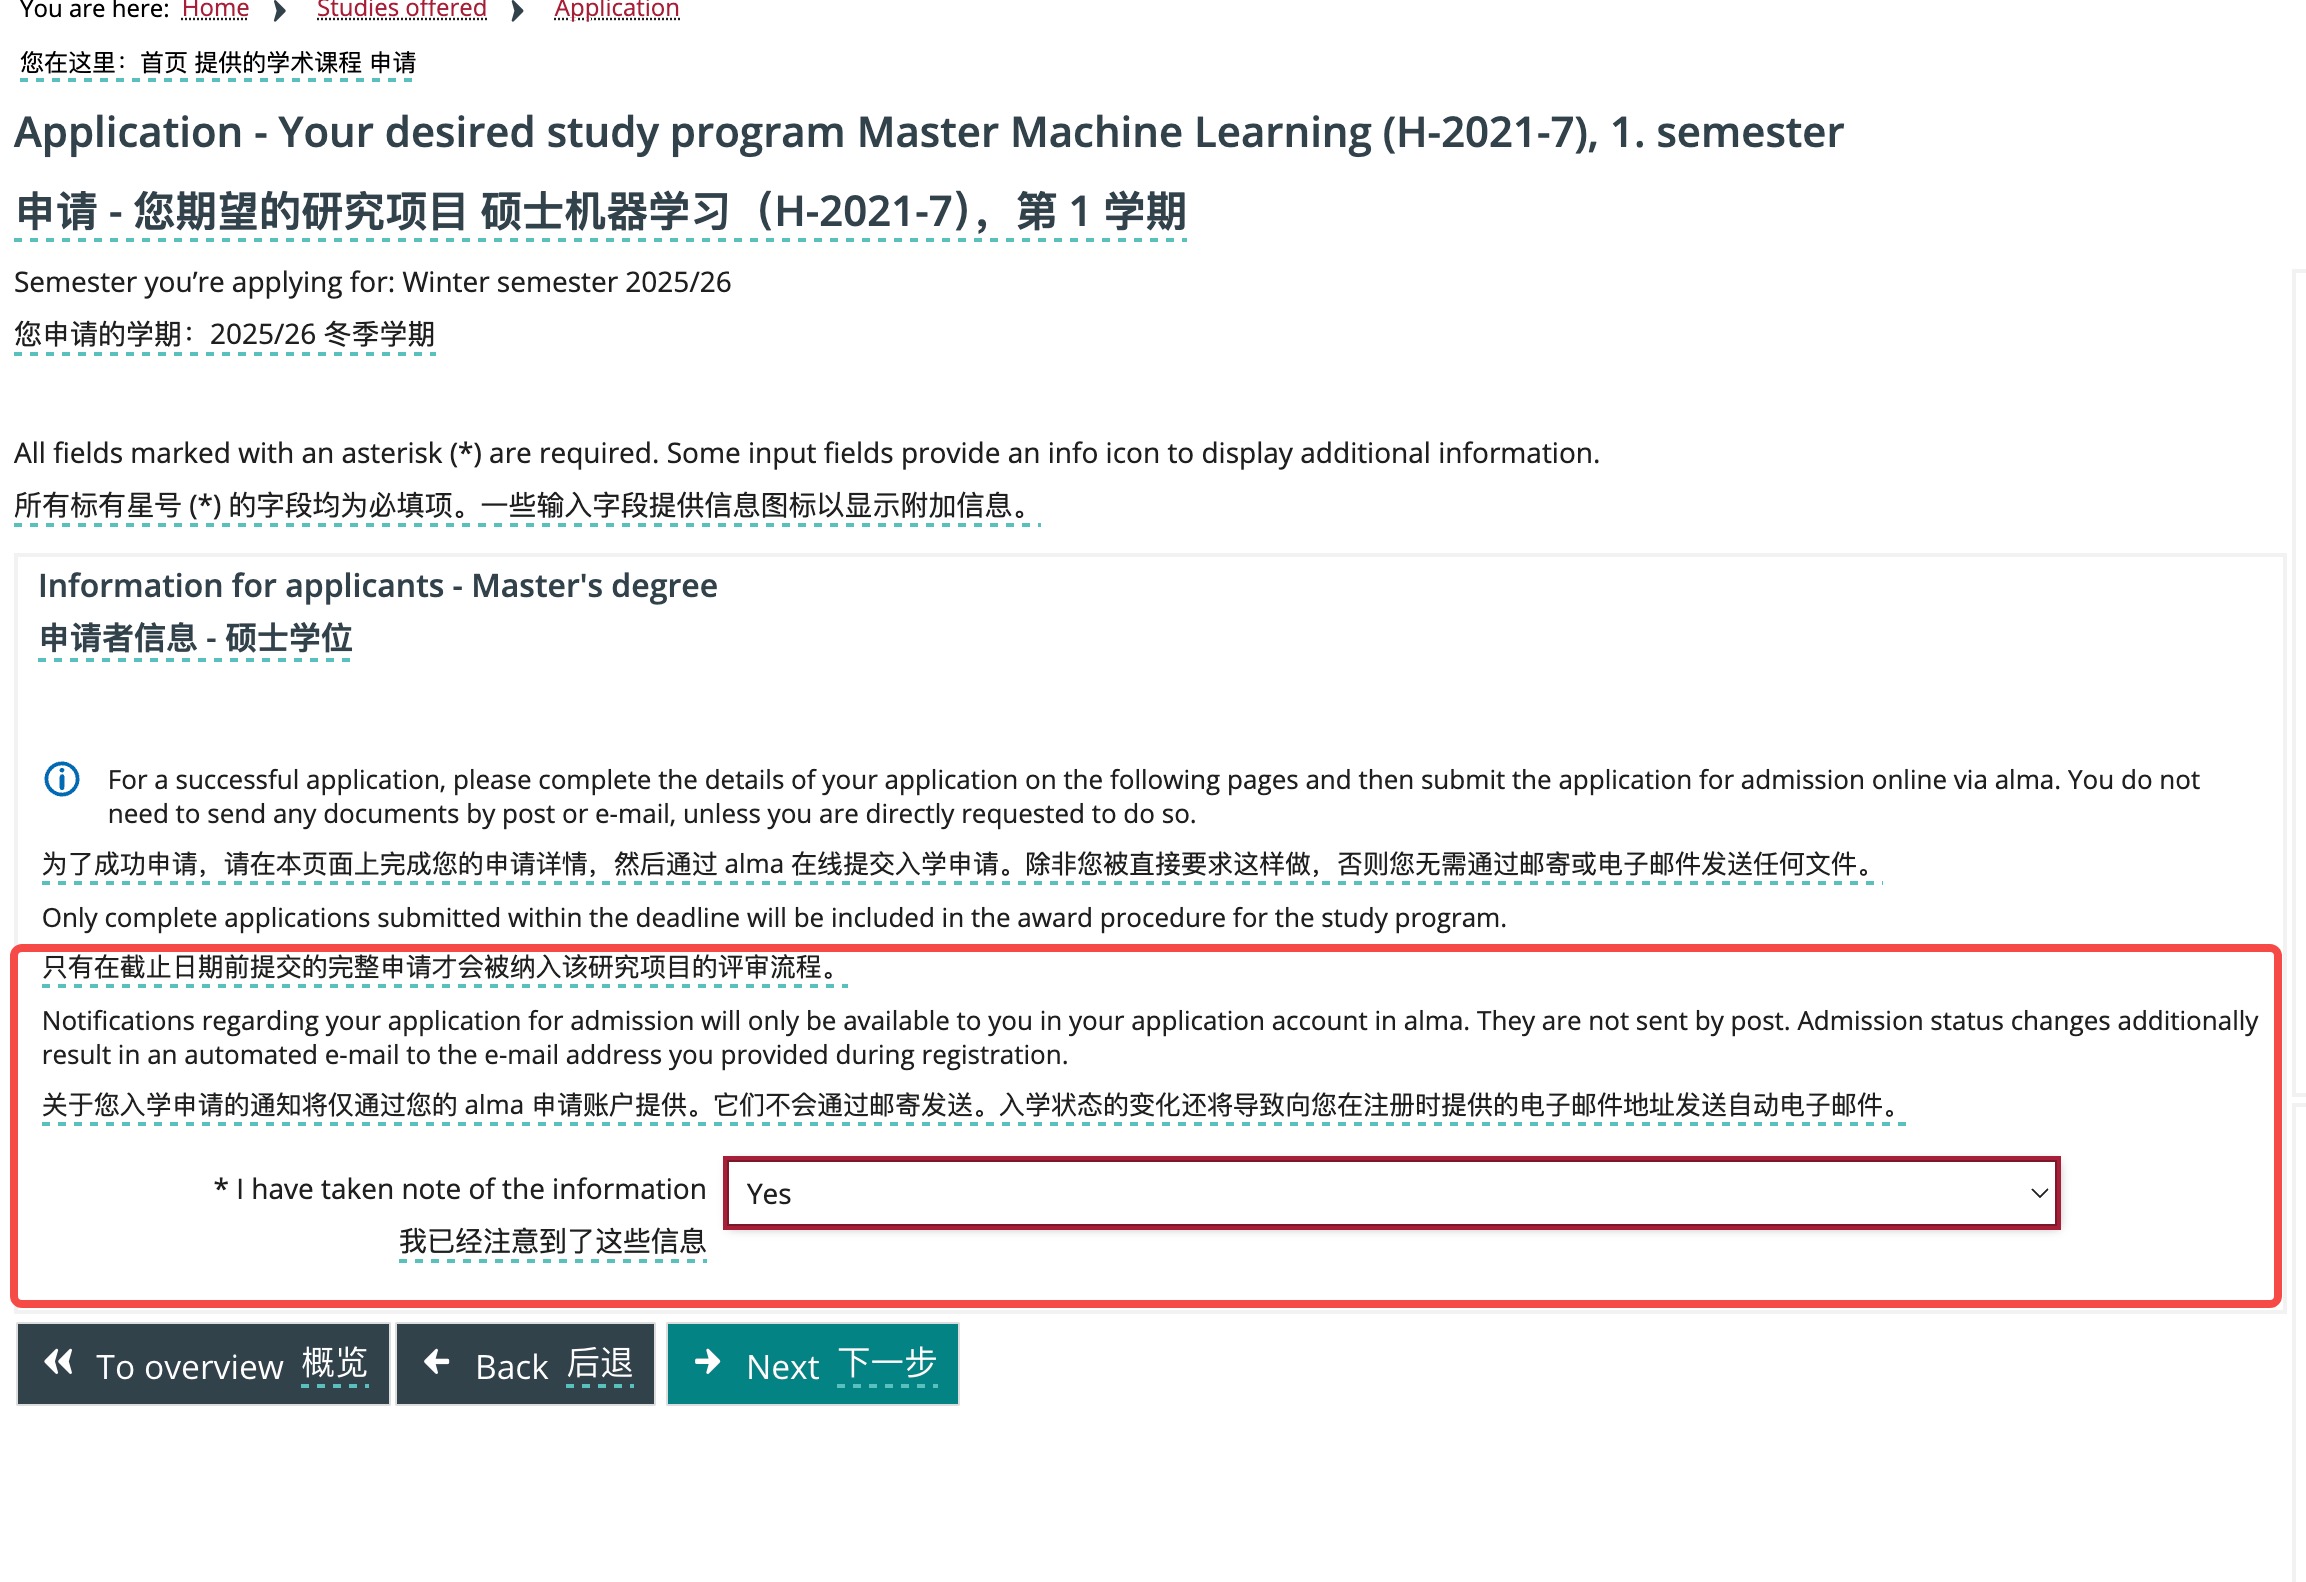 You are here: Home Studies offered Application
您在这里：首页 提供的学术课程 申请
Application - Your desired study program Master Machine Learning (H-2021-7), 1. semester
申请 - 您期望的研究项目 硕士机器学习（H-2021-7），第 1 学期
Semester you’re applying for: Winter semester 2025/26
您申请的学期：2025/26 冬季学期
All fields marked with an asterisk (*) are required. Some input fields provide an info icon to display additional information.
所有标有星号 (*) 的字段均为必填项。一些输入字段提供信息图标以显示附加信息。
Information for applicants - Master's degree
申请者信息 - 硕士学位
For a successful application, please complete the details of your application on the following pages and then submit the application for admission online via alma. You do not
need to send any documents by post or e-mail, unless you are directly requested to do so.
为了成功申请，请在本页面上完成您的申请详情，然后通过 alma 在线提交入学申请。除非您被直接要求这样做，否则您无需通过邮寄或电子邮件发送任何文件。
Only complete applications submitted within the deadline will be included in the award procedure for the study program.
只有在截止日期前提交的完整申请才会被纳入该研究项目的评审流程。
Notifications regarding your application for admission will only be available to you in your application account in alma. They are not sent by post. Admission status changes additionally
result in an automated e-mail to the e-mail address you provided during registration.
关于您入学申请的通知将仅通过您的 alma 申请账户提供。它们不会通过邮寄发送。入学状态的变化还将导致向您在注册时提供的电子邮件地址发送自动电子邮件。
* I have taken note of the information Yes
我已经注意到了这些信息
To overview 概览 Back 后退 Next 下一步